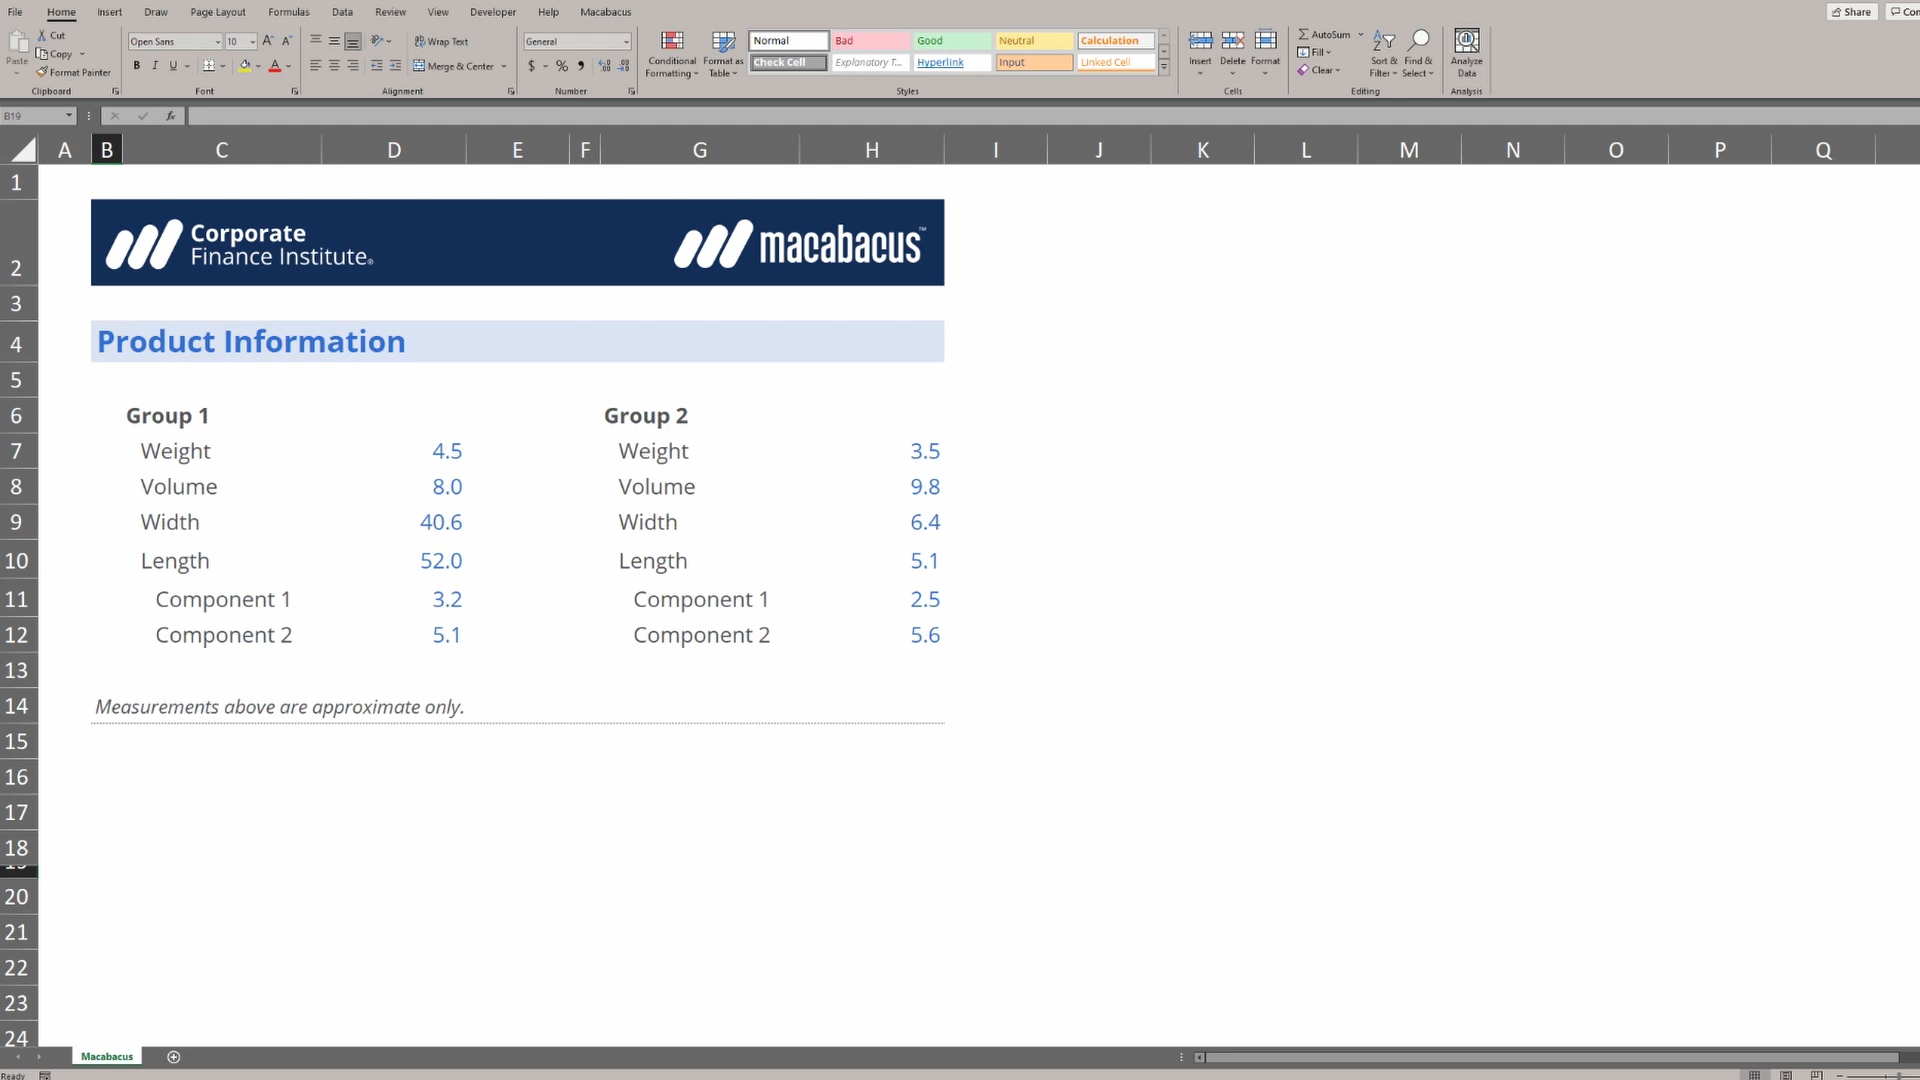 File Home Insert Draw Page Layout Formulas Data Review View Developer Help Macabacus Share
Paste Cut Copy Format Painter
Open Sans 10 Wrap Text Merge & Center General
B I U $ %
Conditional Formatting Format as Table
Normal Bad Good Neutral Calculation
Check Cell Explanatory T... Hyperlink Input Linked Cell
Insert Delete Format
AutoSum Fill Clear Sort & Filter Find & Select Analyze Data
Clipboard Font Alignment Number Styles Cells Editing Analysis
B19 fx
A B C D E F G H I J K L M N O P Q
1
2 Corporate
Finance Institute® macabacus™
3
4 Product Information
5
6 Group 1 Group 2
7 Weight 4.5 Weight 3.5
8 Volume 8.0 Volume 9.8
9 Width 40.6 Width 6.4
10 Length 52.0 Length 5.1
11 Component 1 3.2 Component 1 2.5
12 Component 2 5.1 Component 2 5.6
13
14 Measurements above are approximate only.
15
16
17
18
20
21
22
23
24
Macabacus
Ready